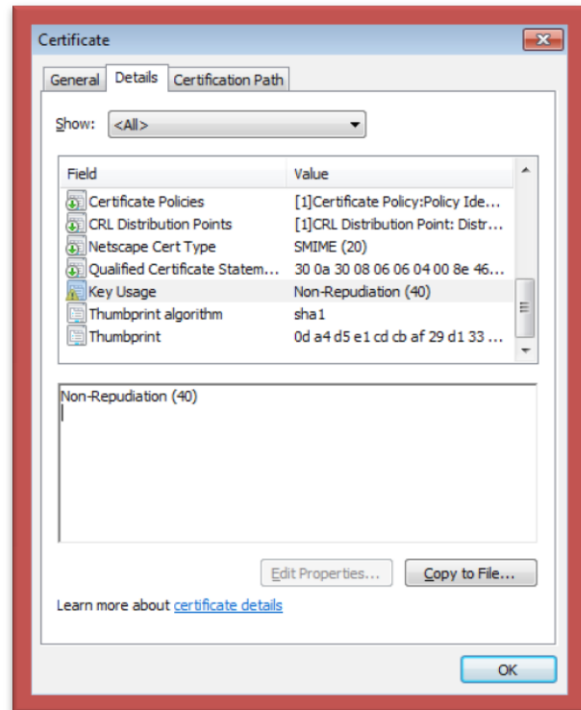 Certificate
General Details Certification Path
Show: <All>
Field Value
Certificate Policies [1]Certificate Policy:Policy Ide...
CRL Distribution Points [1]CRL Distribution Point: Distr...
Netscape Cert Type SMIME (20)
Qualified Certificate Statem... 30 0a 30 08 06 06 04 00 8e 46...
Key Usage Non-Repudiation (40)
Thumbprint algorithm sha1
Thumbprint 0d a4 d5 e1 cd cb af 29 d1 33 ...
Non-Repudiation (40)
Edit Properties... Copy to File...
Learn more about certificate details
OK